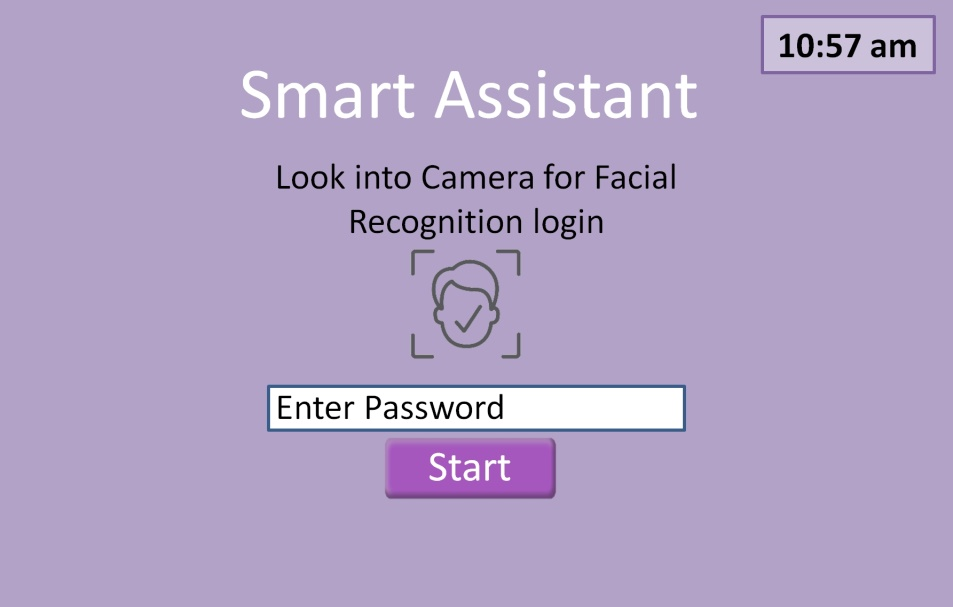 10:57 am
Smart Assistant
Look into Camera for Facial
Recognition login
Enter Password
Start